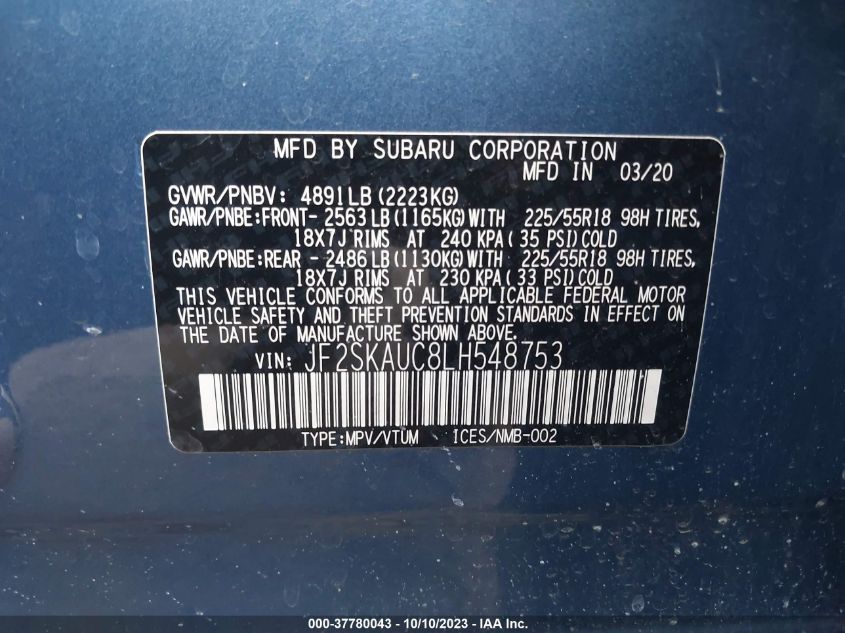 MFD BY SUBARU CORPORATION
MFD IN 03/20
GVWR/PNBV: 4891LB (2223KG)
GAWR/PNBE:FRONT- 2563 LB (1165KG) WITH 225/55R18 98H TIRES,
18X7J RIMS AT 240 KPA ( 35 PSI) COLD
GAWR/PNBE:REAR - 2486 LB (1130KG) WITH 225/55R18 98H TIRES,
18X7J RIMS AT 230 KPA ( 33 PSI) COLD
THIS VEHICLE CONFORMS TO ALL APPLICABLE FEDERAL MOTOR
VEHICLE SAFETY AND THEFT PREVENTION STANDARDS IN EFFECT ON
THE DATE OF MANUFACTURE SHOWN ABOVE.
VIN: JF2SKAUC8LH548753
TYPE:MPV/VTUM ICES/NMB-002
000-37780043 - 10/10/2023 - IAA Inc.